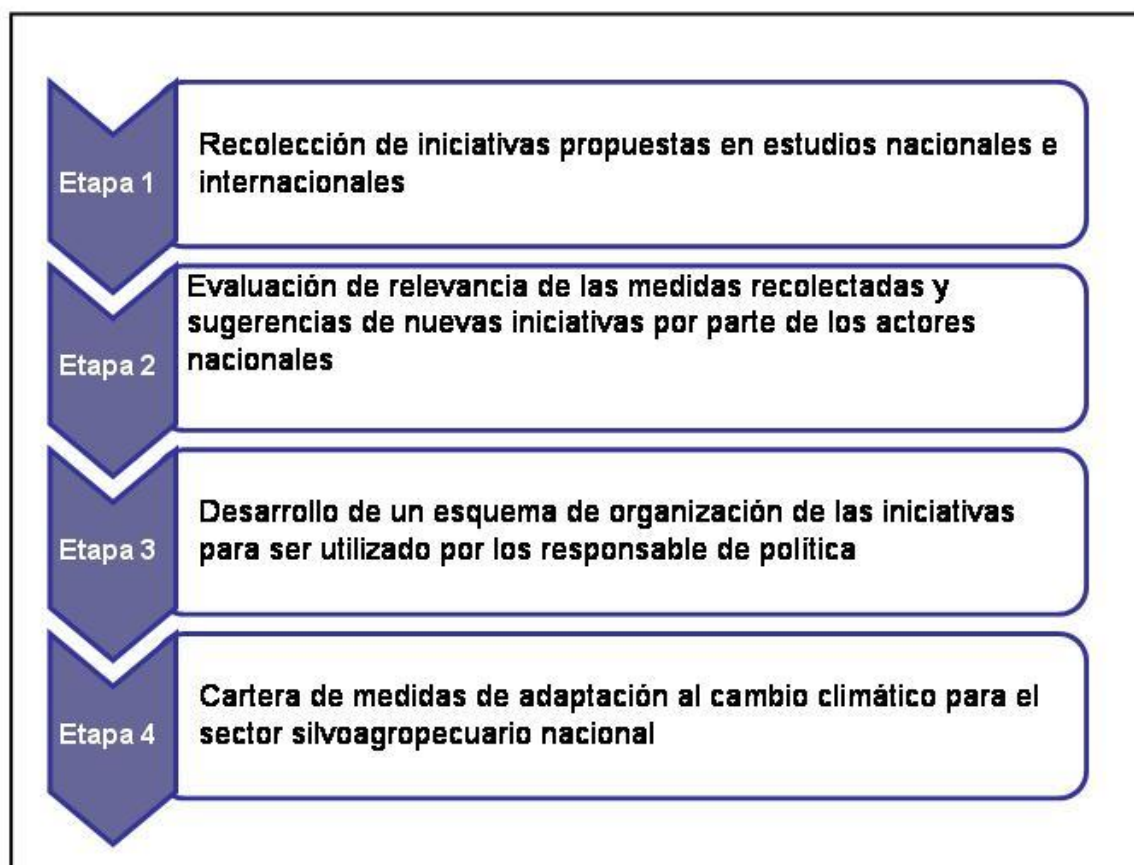 Etapa 1
Recolección de iniciativas propuestas en estudios nacionales e
internacionales
Etapa 2
Evaluación de relevancia de las medidas recolectadas y
sugerencias de nuevas iniciativas por parte de los actores
nacionales
Etapa 3
Desarrollo de un esquema de organización de las iniciativas
para ser utilizado por los responsable de política
Etapa 4
Cartera de medidas de adaptación al cambio climático para el
sector silvoagropecuario nacional